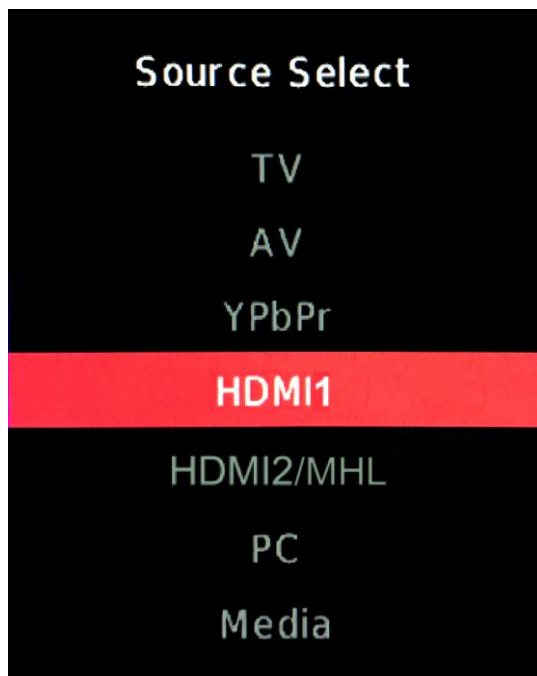 Source Select
TV
AV
YPbPr
HDMI1
HDMI2/MHL
PC
Media